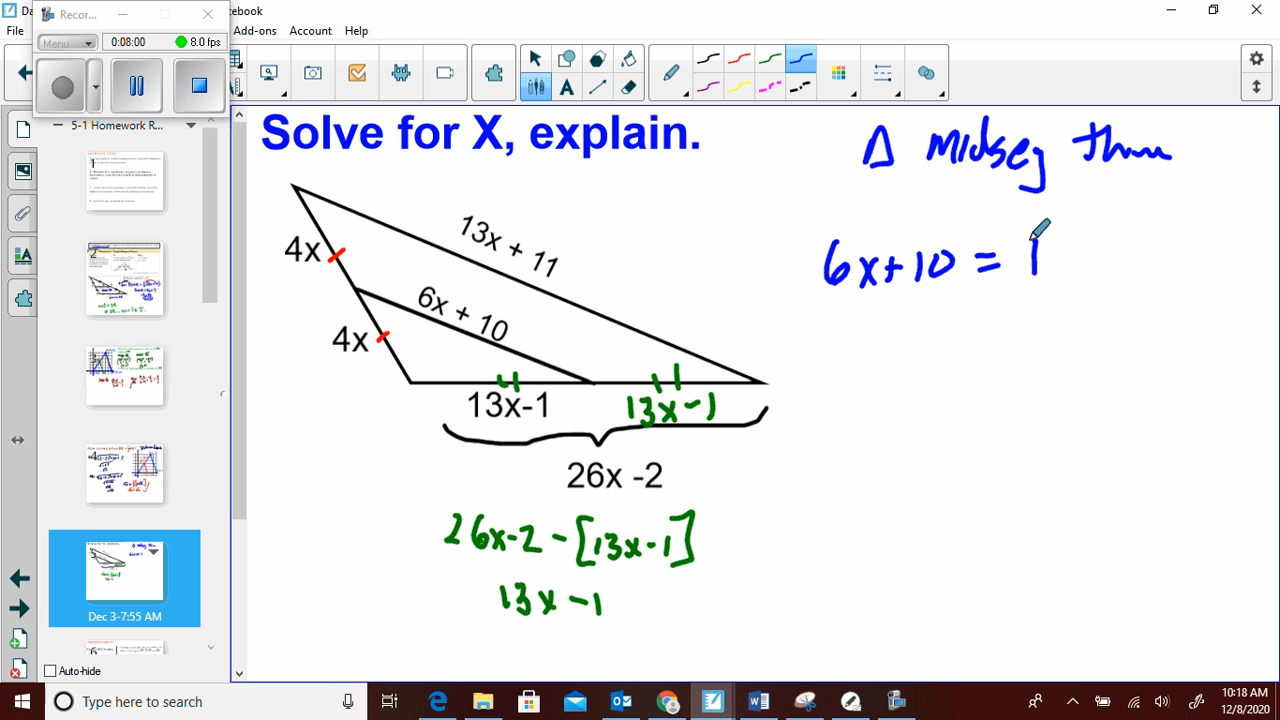 Recor...
Menu
0:08:00
8.0 fps
Da
ebook
File
Add-ons
Account
Help
5-1 Homework R...
Dec 3-7:55 AM
Auto-hide
Solve for X, explain.
Δ midseg thm
4x
13x + 11
6x + 10
4x
13x-1
13x-1
26x -2
26x-2 - [13x-1]
13x -1
6x+10 = 1
Type here to search
10:18 AM
12/8/2020